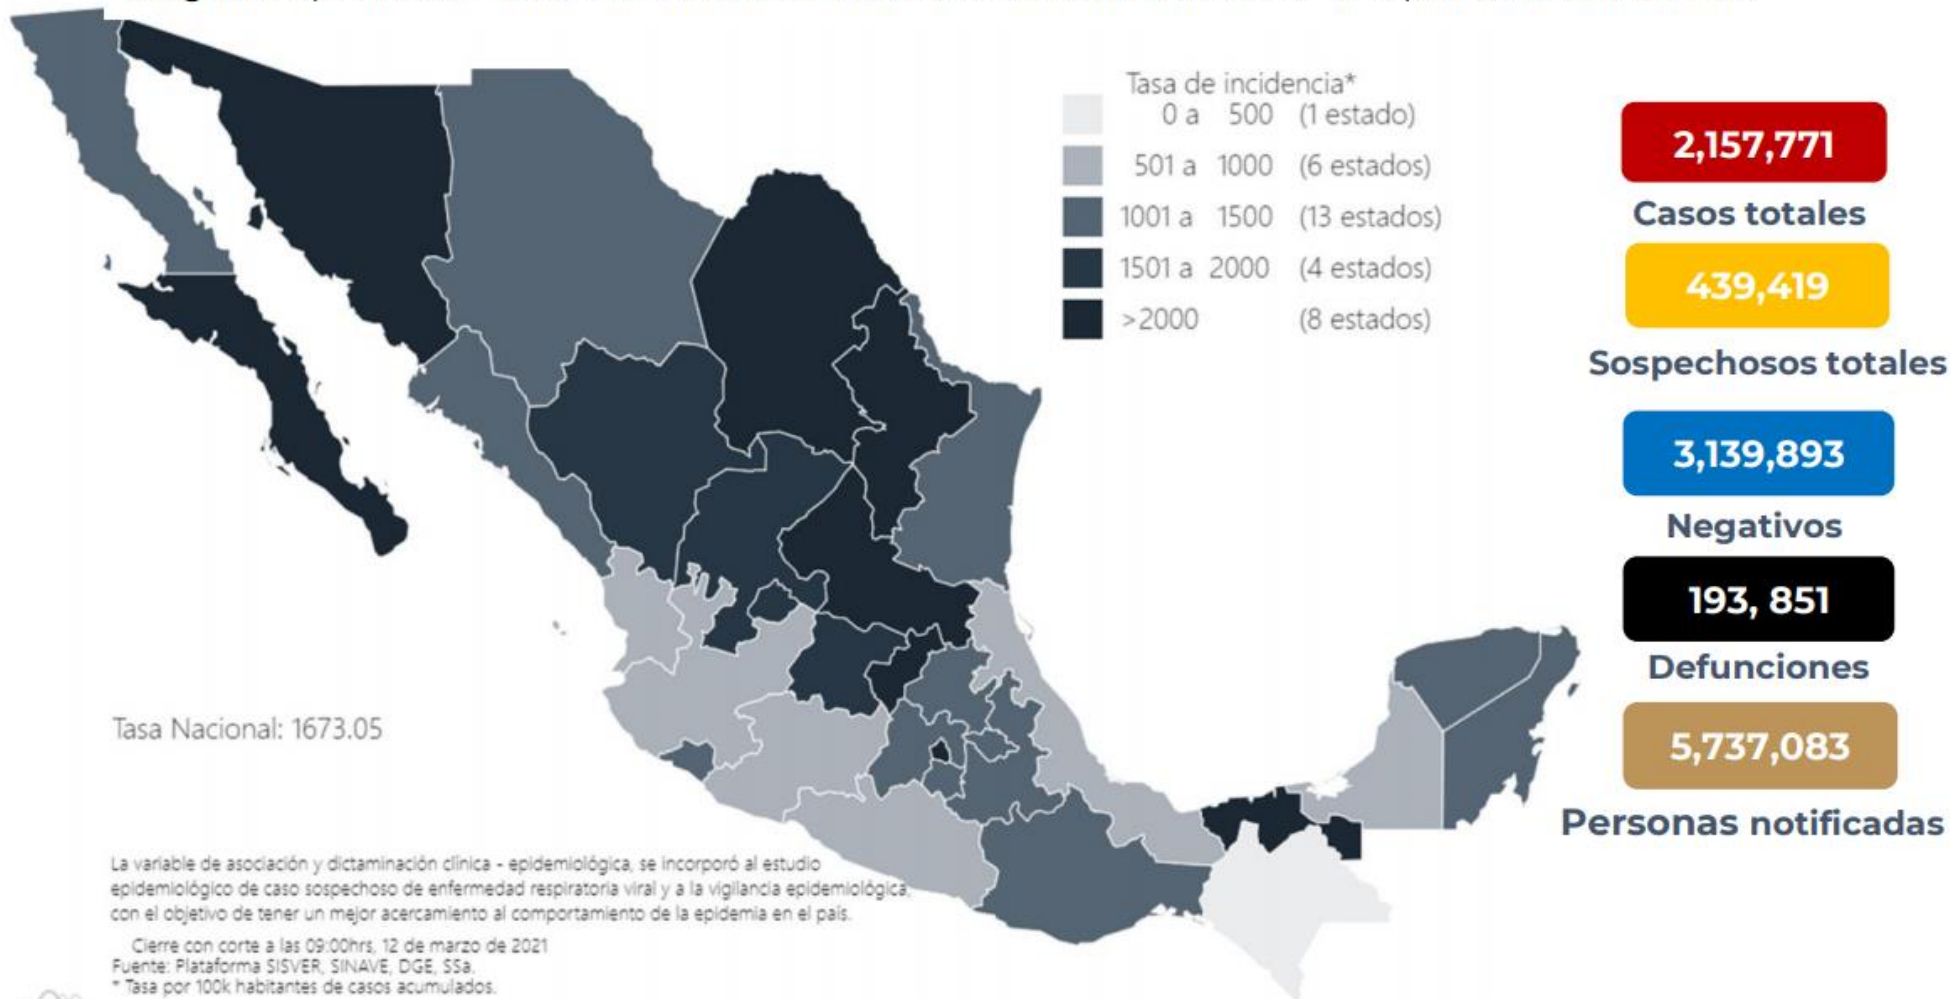 Tasa de incidencia*
0 a 500 (1 estado)
501 a 1000 (6 estados)
1001 a 1500 (13 estados)
1501 a 2000 (4 estados)
>2000 (8 estados)
2,157,771
Casos totales
439,419
Sospechosos totales
3,139,893
Negativos
193, 851
Defunciones
5,737,083
Personas notificadas
Tasa Nacional: 1673.05
La variable de asociación y dictaminación clínica - epidemiológica, se incorporó al estudio
epidemiológico de caso sospechoso de enfermedad respiratoria viral y a la vigilancia epidemiológica,
con el objetivo de tener un mejor acercamiento al comportamiento de la epidemia en el país.
Cierre con corte a las 09:00hrs, 12 de marzo de 2021
Fuente: Plataforma SISVER, SINAVE, DGE, SSa.
* Tasa por 100k habitantes de casos acumulados.